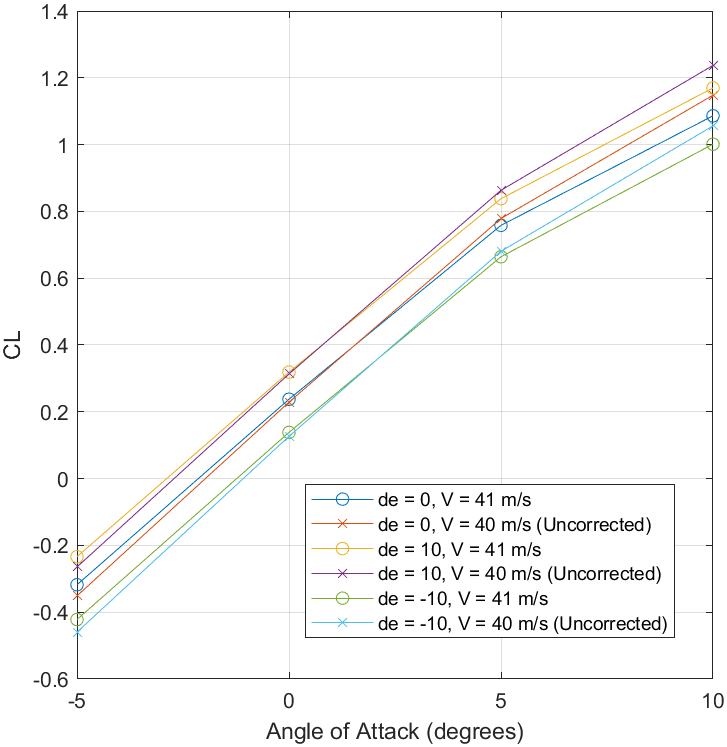 1.4
1.2
1
0.8
0.6
0.4
0.2
0
-0.2
-0.4
-0.6
CL
-5
0
5
10
Angle of Attack (degrees)
de = 0, V = 41 m/s
de = 0, V = 40 m/s (Uncorrected)
de = 10, V = 41 m/s
de = 10, V = 40 m/s (Uncorrected)
de = -10, V = 41 m/s
de = -10, V = 40 m/s (Uncorrected)